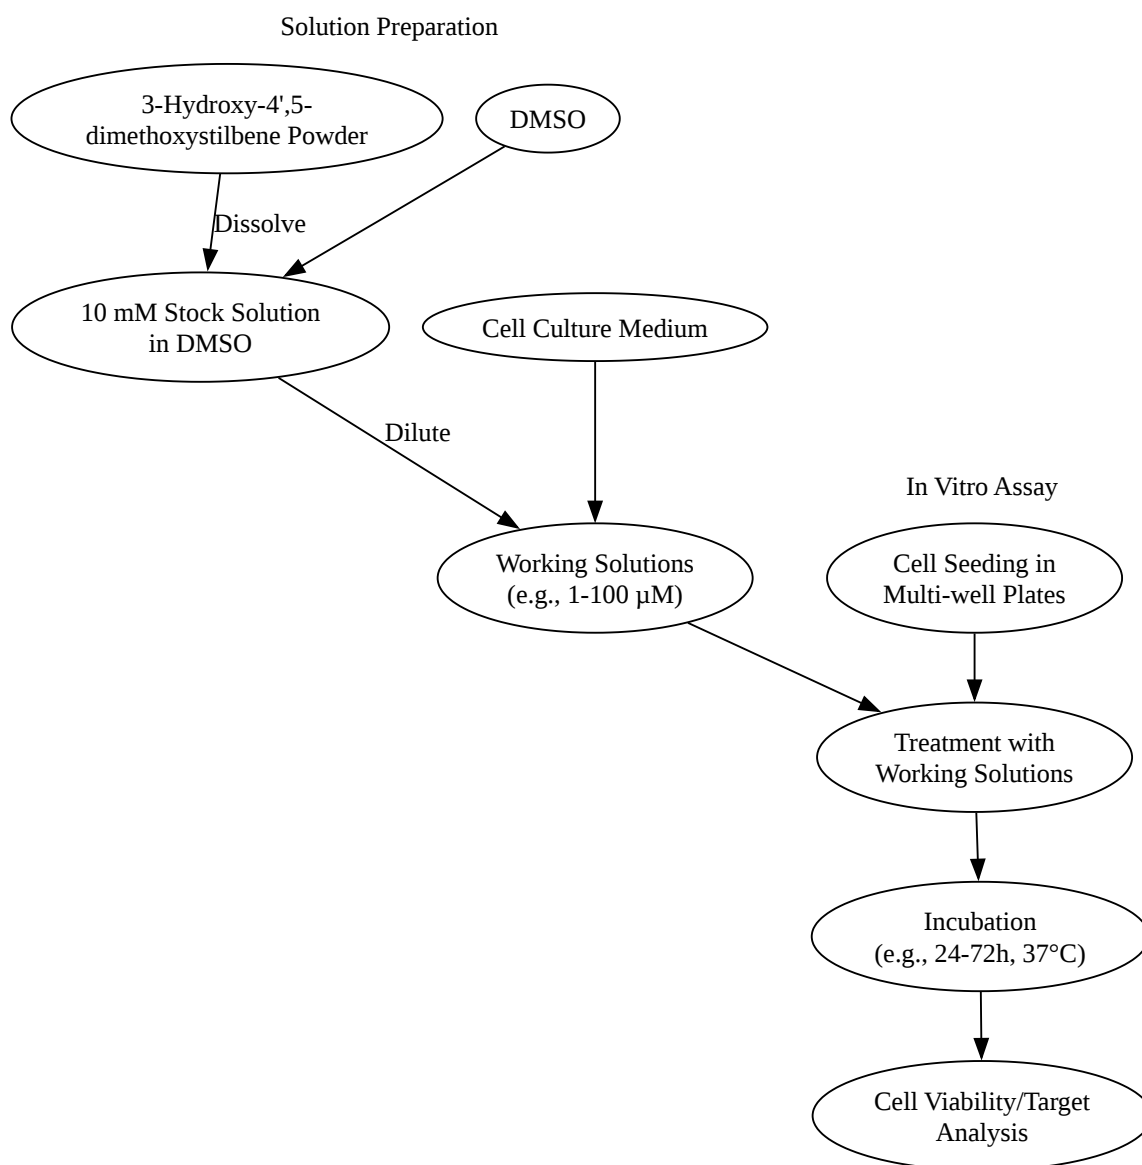 Solution Preparation
3-Hydroxy-4',5-
dimethoxystilbene Powder
DMSO
Dissolve
10 mM Stock Solution
in DMSO
Cell Culture Medium
Dilute
In Vitro Assay
Working Solutions
(e.g., 1-100 µM)
Cell Seeding in
Multi-well Plates
Treatment with
Working Solutions
Incubation
(e.g., 24-72h, 37°C)
Cell Viability/Target
Analysis